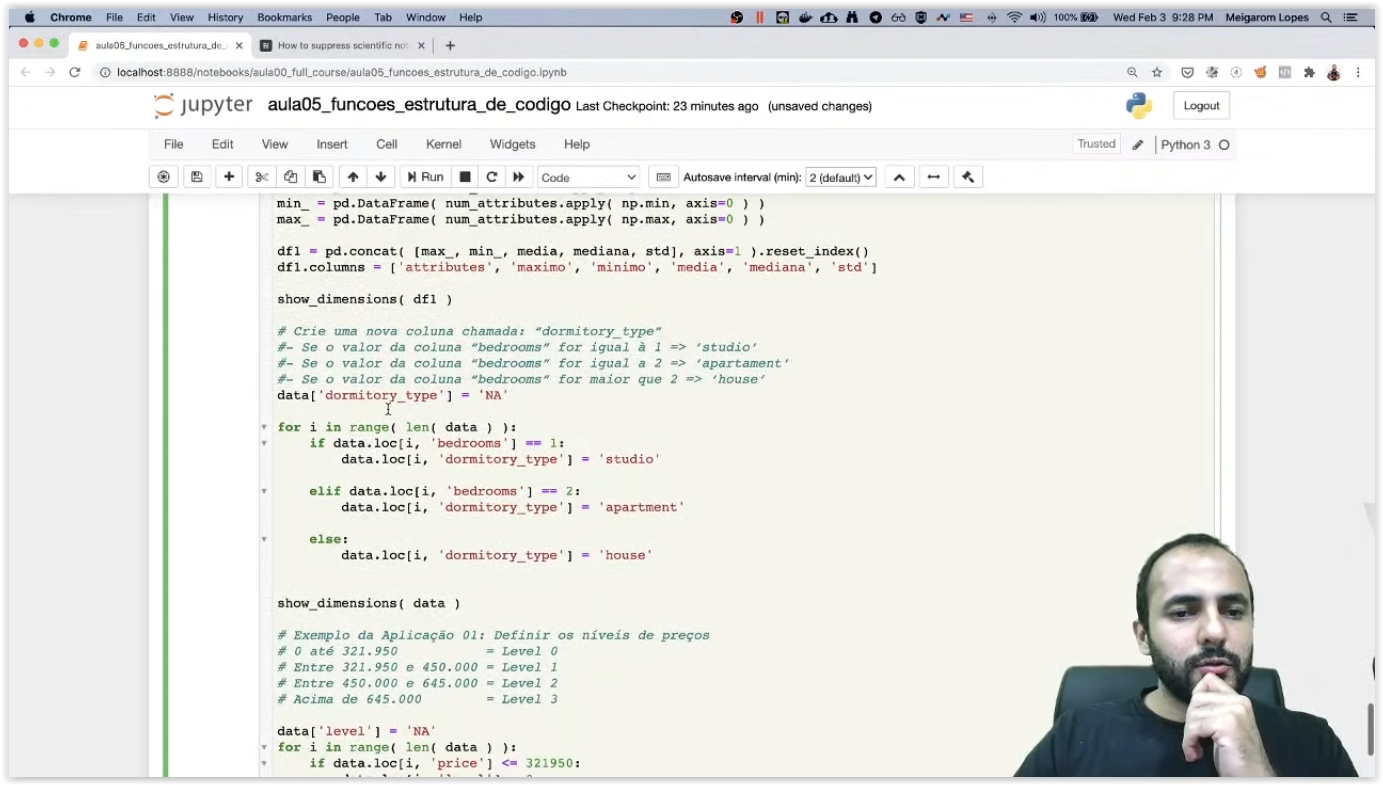 Chrome File Edit View History Bookmarks People Tab Window Help 100% Wed Feb 3 9:28 PM Meigarom Lopes
aula05_funcoes_estrutura_de_ How to suppress scientific not
localhost:8888/notebooks/aula00_full_course/aula05_funcoes_estrutura_de_codigo.ipynb
jupyter aula05_funcoes_estrutura_de_codigo Last Checkpoint: 23 minutes ago (unsaved changes) Logout
File Edit View Insert Cell Kernel Widgets Help Trusted Python 3
Run Code Autosave interval (min): 2 (default)
min_ = pd.DataFrame( num_attributes.apply( np.min, axis=0 ) )
max_ = pd.DataFrame( num_attributes.apply( np.max, axis=0 ) )
df1 = pd.concat( [max_, min_, media, mediana, std], axis=1 ).reset_index()
df1.columns = ['attributes', 'maximo', 'minimo', 'media', 'mediana', 'std']
show_dimensions( df1 )
# Crie uma nova coluna chamada: “dormitory_type”
#- Se o valor da coluna “bedrooms” for igual à 1 => ‘studio’
#- Se o valor da coluna “bedrooms” for igual a 2 => ‘apartament’
#- Se o valor da coluna “bedrooms” for maior que 2 => ‘house’
data['dormitory_type'] = 'NA'
for i in range( len( data ) ):
if data.loc[i, 'bedrooms'] == 1:
data.loc[i, 'dormitory_type'] = 'studio'
elif data.loc[i, 'bedrooms'] == 2:
data.loc[i, 'dormitory_type'] = 'apartment'
else:
data.loc[i, 'dormitory_type'] = 'house'
show_dimensions( data )
# Exemplo da Aplicação 01: Definir os níveis de preços
# 0 até 321.950 = Level 0
# Entre 321.950 e 450.000 = Level 1
# Entre 450.000 e 645.000 = Level 2
# Acima de 645.000 = Level 3
data['level'] = 'NA'
for i in range( len( data ) ):
if data.loc[i, 'price'] <= 321950: